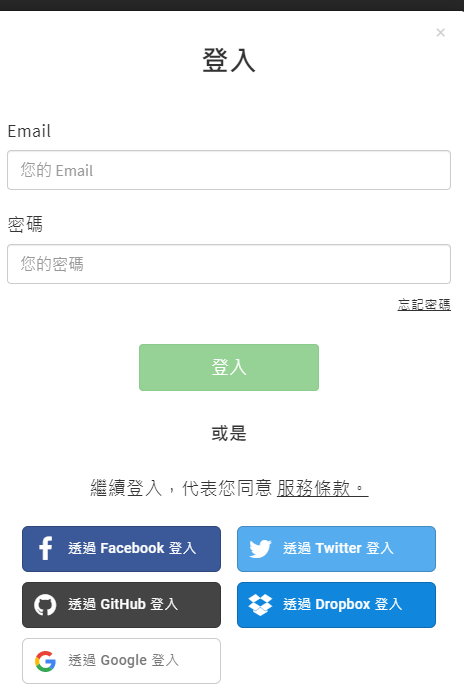 ×
登入
Email
您的 Email
密碼
您的密碼
忘記密碼
登入
或是
繼續登入，代表您同意 服務條款。
透過 Facebook 登入
透過 Twitter 登入
透過 GitHub 登入
透過 Dropbox 登入
透過 Google 登入